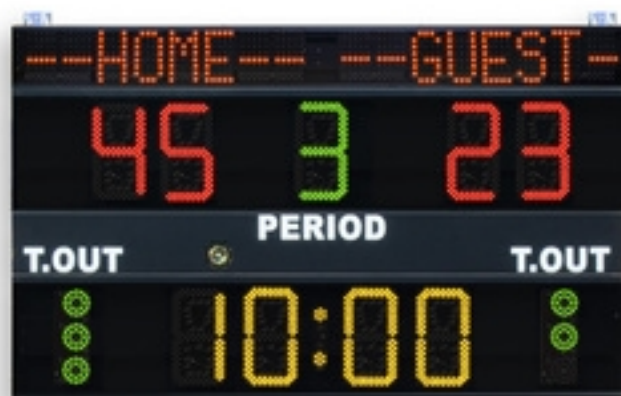 --HOME-- --GUEST-
45 3 23
PERIOD
T.OUT T.OUT
10:00